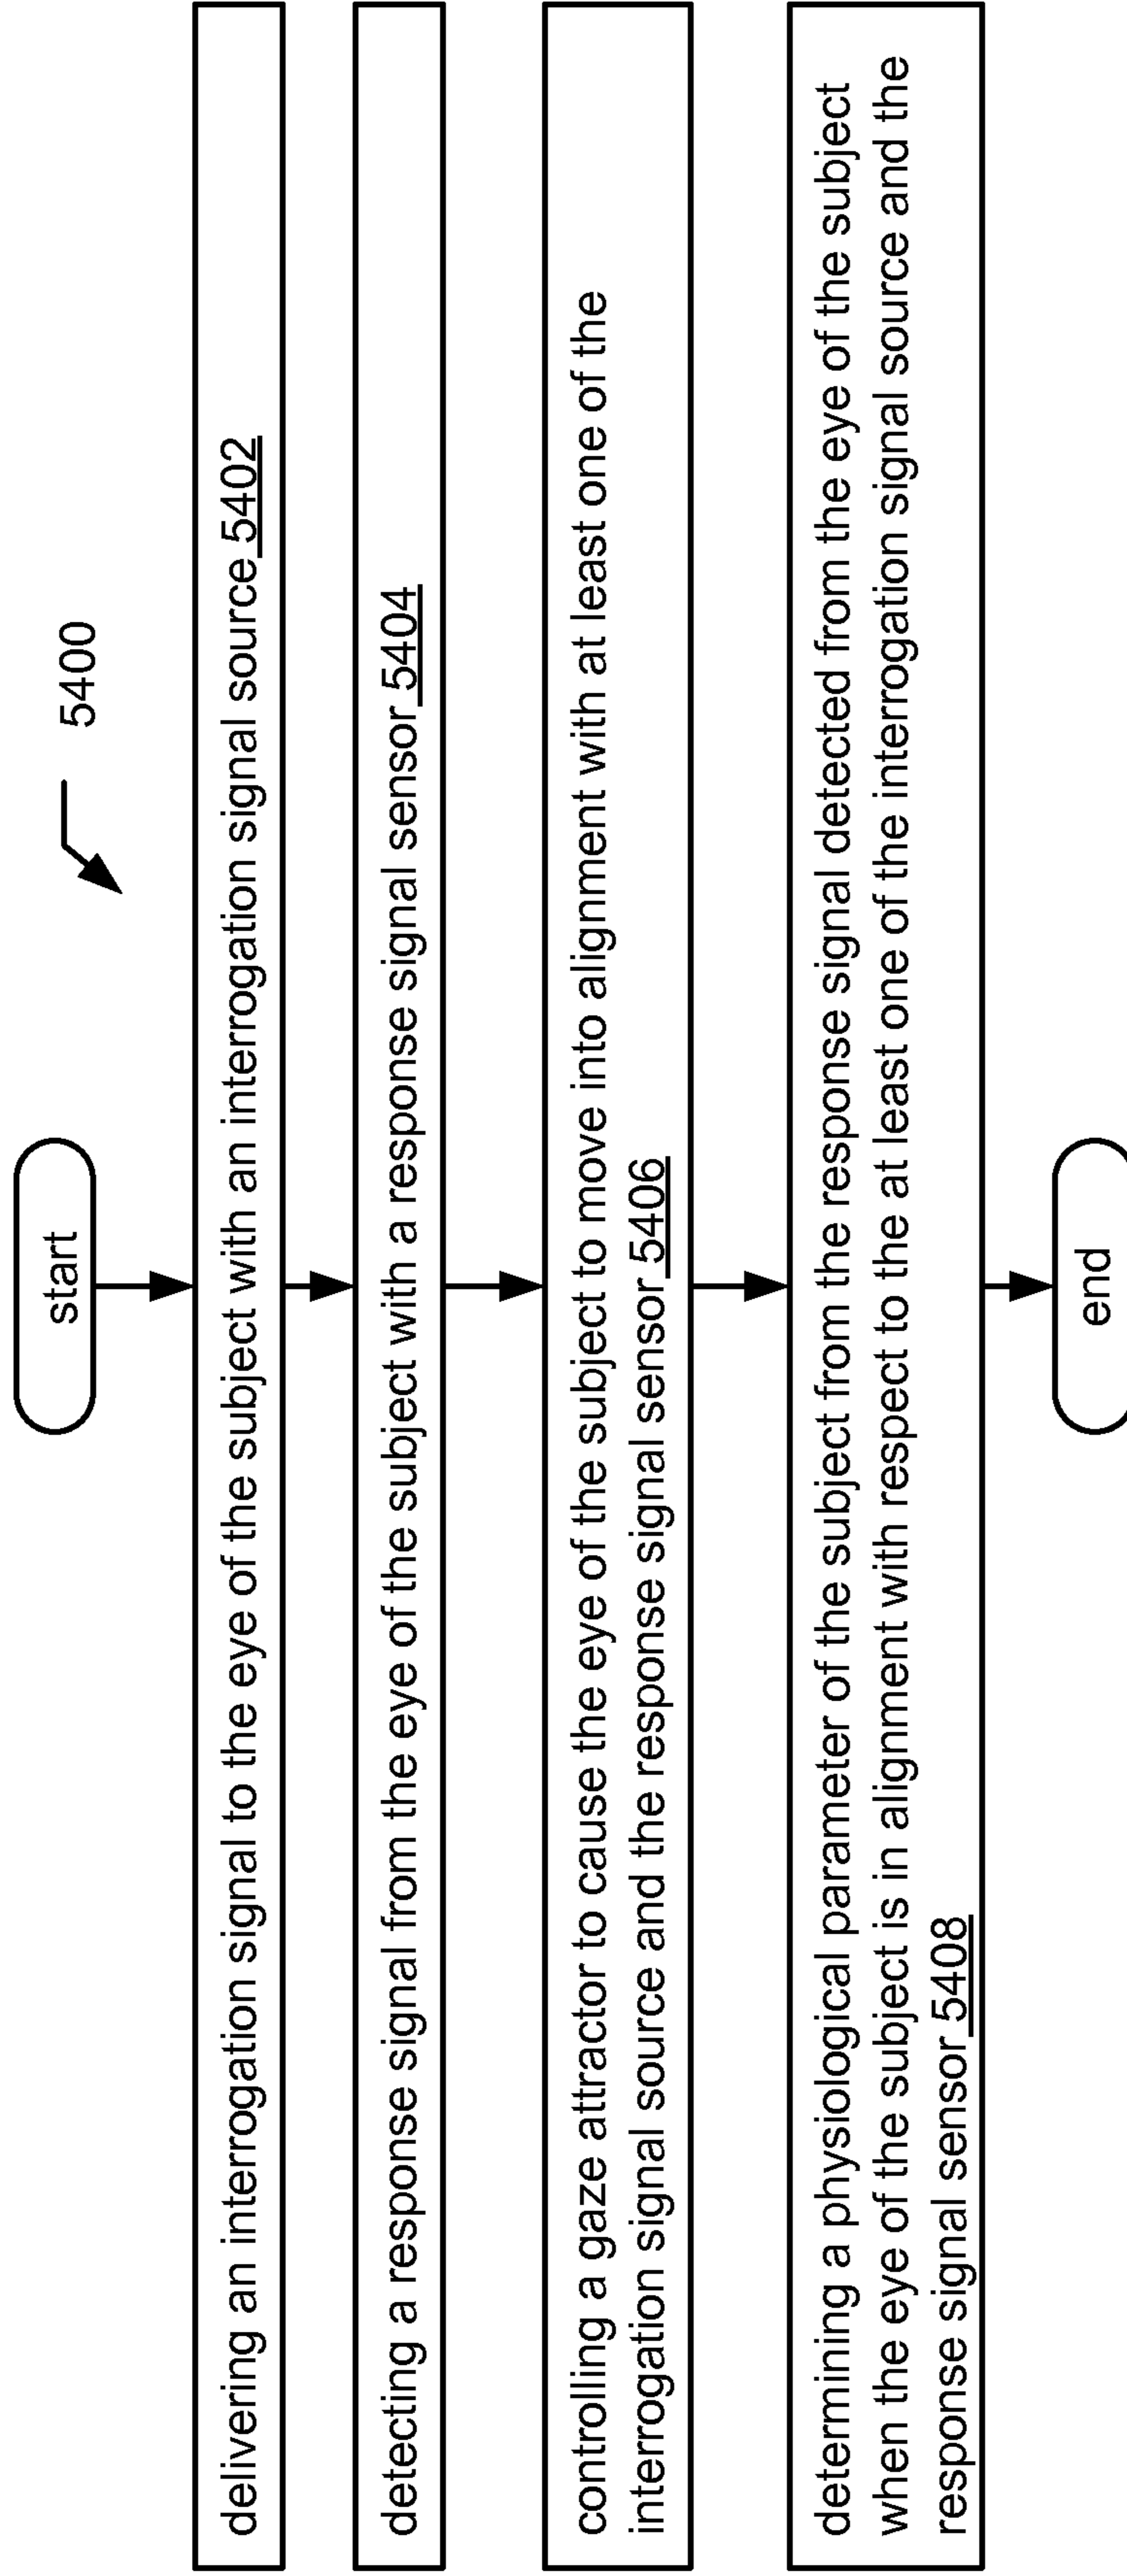 5400
start
delivering an interrogation signal to the eye of the subject with an interrogation signal source 5402
detecting a response signal from the eye of the subject with a response signal sensor 5404
controlling a gaze attractor to cause the eye of the subject to move into alignment with at least one of the
interrogation signal source and the response signal sensor 5406
determining a physiological parameter of the subject from the response signal detected from the eye of the subject
when the eye of the subject is in alignment with respect to the at least one of the interrogation signal source and the
response signal sensor 5408
end